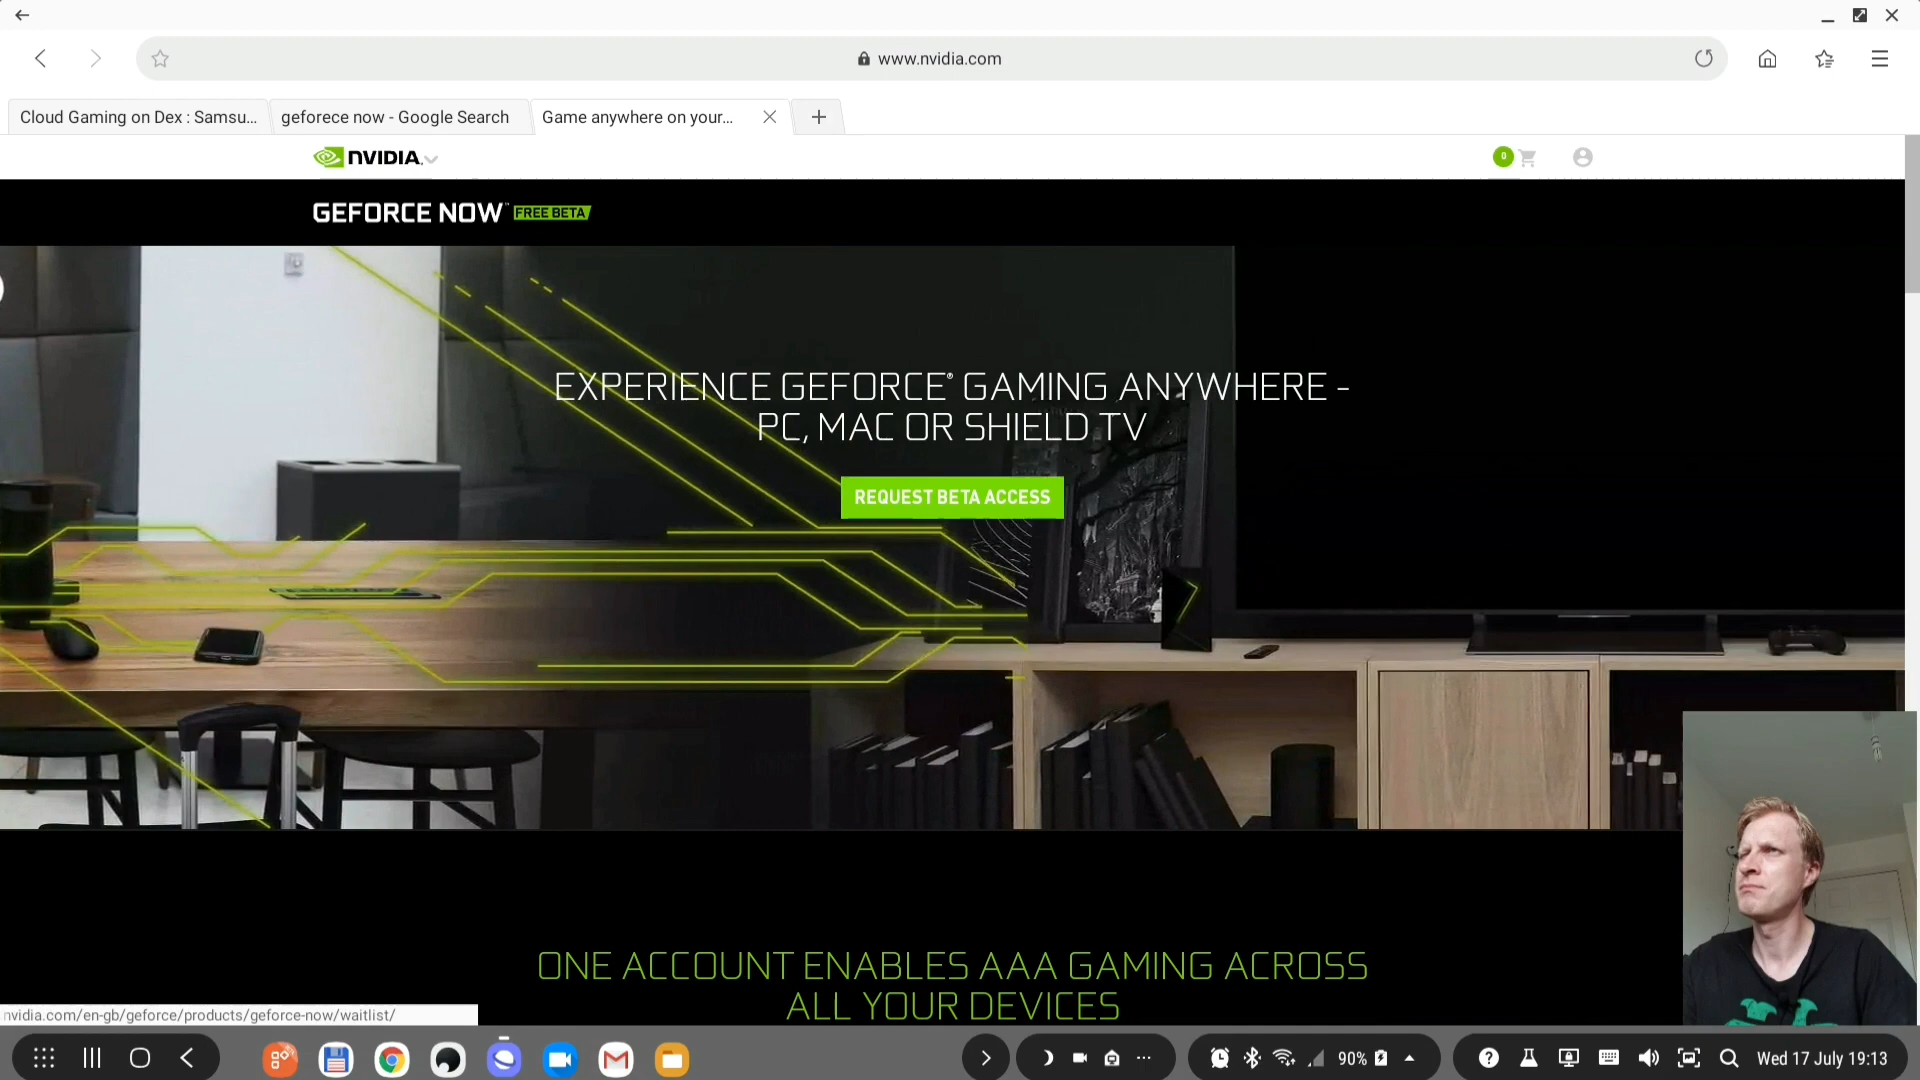 www.nvidia.com
Cloud Gaming on Dex : Samsu...
geforece now - Google Search
Game anywhere on your...
NVIDIA.
0
GEFORCE NOW™ FREE BETA
EXPERIENCE GEFORCE® GAMING ANYWHERE -
PC, MAC OR SHIELD TV
REQUEST BETA ACCESS
ONE ACCOUNT ENABLES AAA GAMING ACROSS
ALL YOUR DEVICES
nvidia.com/en-gb/geforce/products/geforce-now/waitlist/
90%
Wed 17 July 19:13